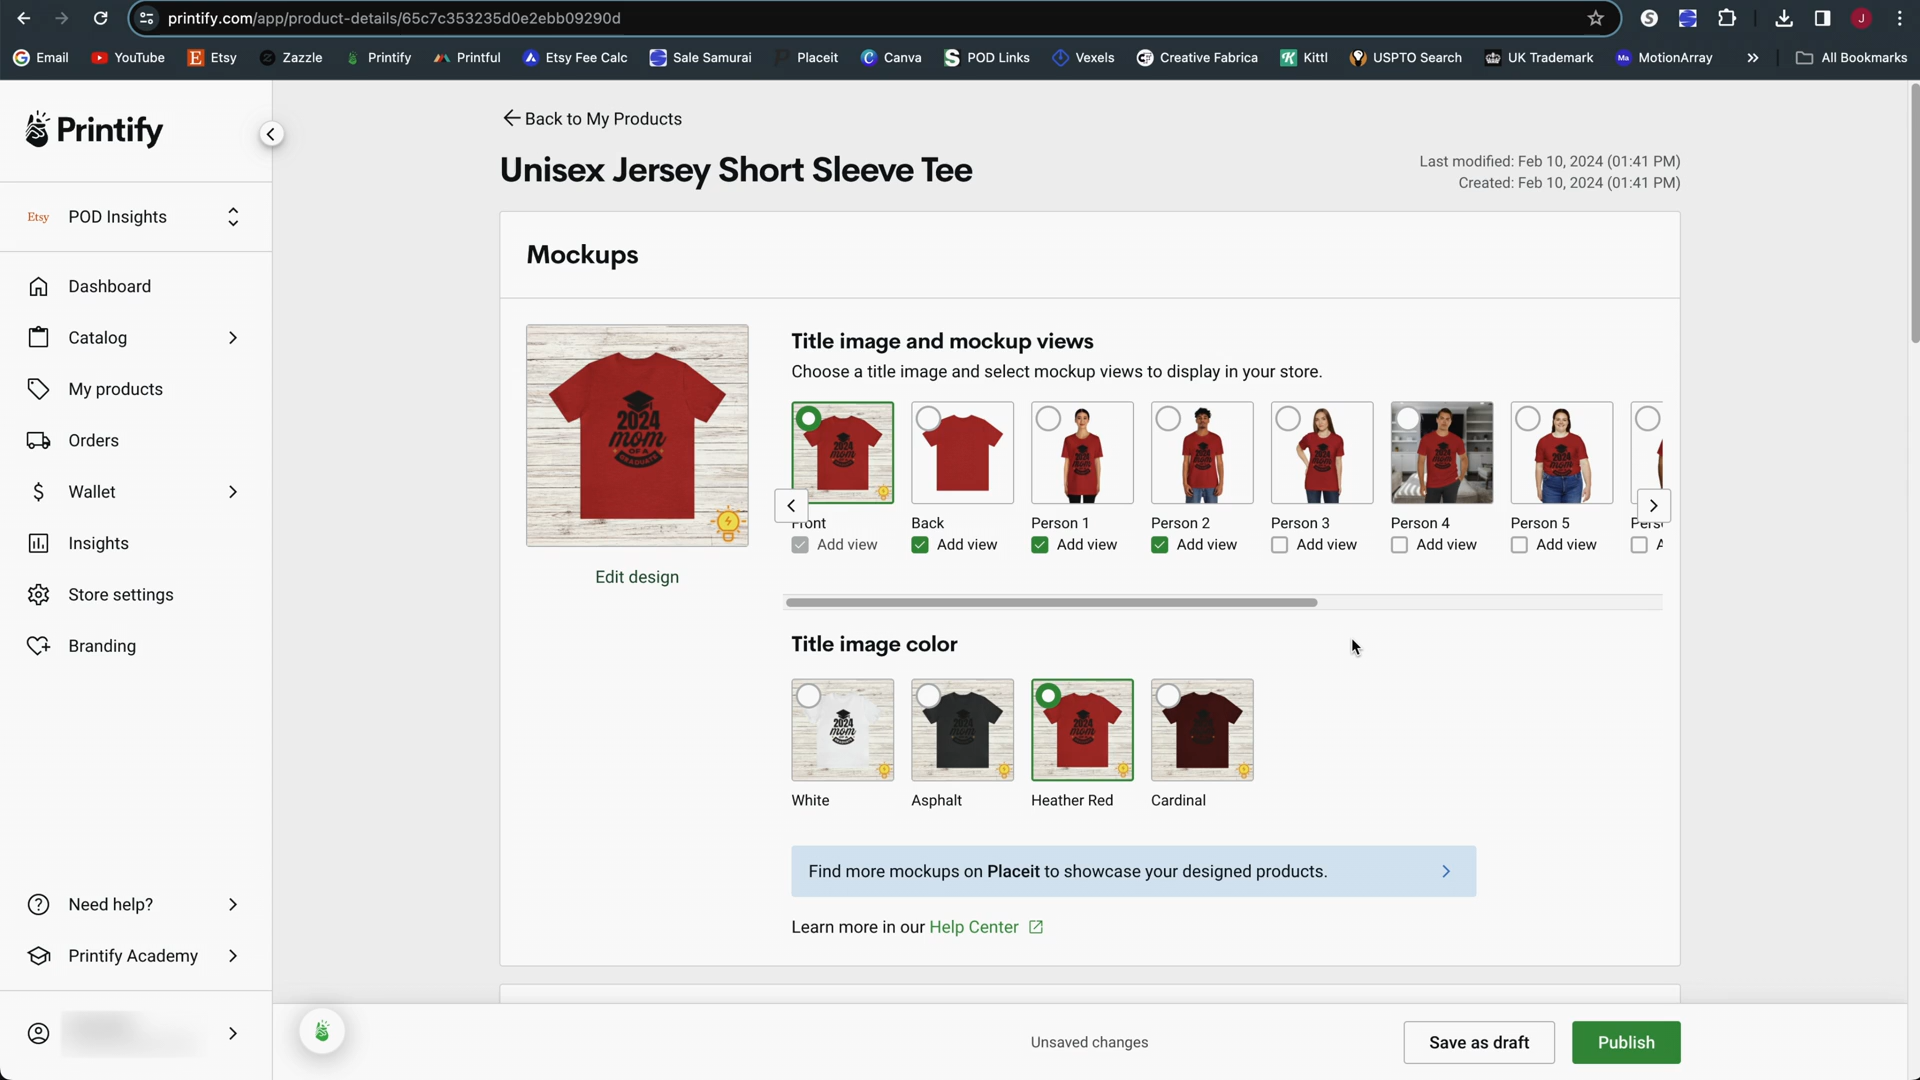 printify.com/app/product-details/65c7c353235d0e2ebb09290d
Email YouTube Etsy Zazzle Printify Printful Etsy Fee Calc Sale Samurai Placeit Canva POD Links Vexels Creative Fabrica Kittl USPTO Search UK Trademark MotionArray All Bookmarks
Printify
Etsy POD Insights
Dashboard
Catalog
My products
Orders
Wallet
Insights
Store settings
Branding
Need help?
Printify Academy
Back to My Products
Unisex Jersey Short Sleeve Tee
Last modified: Feb 10, 2024 (01:41 PM)
Created: Feb 10, 2024 (01:41 PM)
Mockups
2024
mom
OF A
GRADUATE
Edit design
Title image and mockup views
Choose a title image and select mockup views to display in your store.
Front Back Person 1 Person 2 Person 3 Person 4 Person 5
Add view Add view Add view Add view Add view Add view Add view
Title image color
2024
mom
2024
mom
White Asphalt Heather Red Cardinal
Find more mockups on Placeit to showcase your designed products.
Learn more in our Help Center
Unsaved changes
Save as draft
Publish